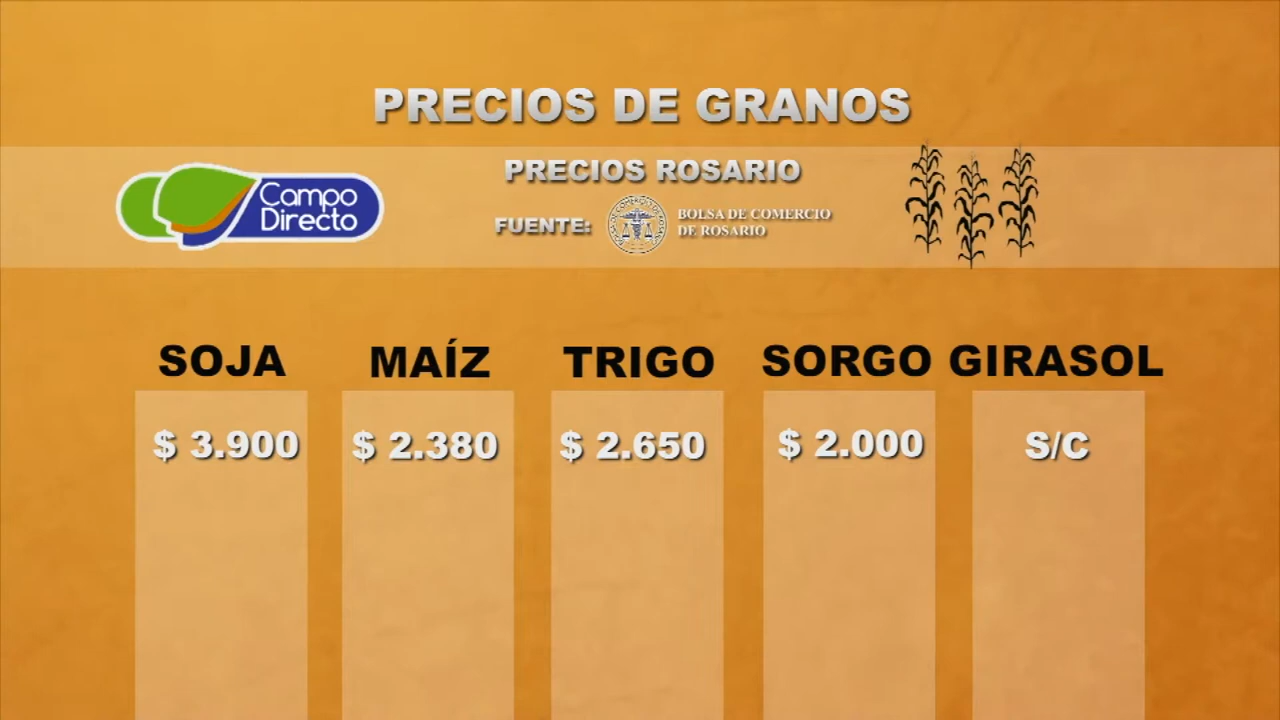 PRECIOS DE GRANOS
Campo
Directo
PRECIOS ROSARIO
FUENTE:
BOLSA DE COMERCIO
DE ROSARIO
SOJA MAÍZ TRIGO SORGO GIRASOL
$ 3.900 $ 2.380 $ 2.650 $ 2.000 S/C